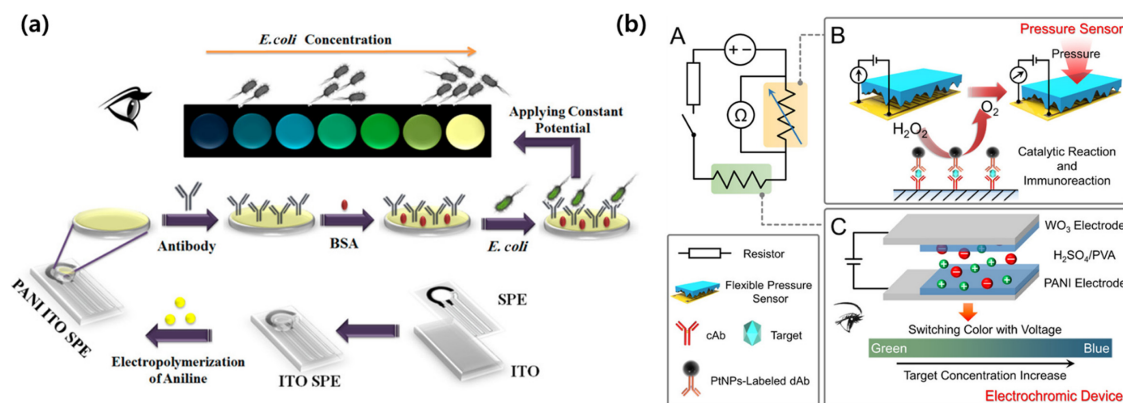 (a)
E.coli Concentration
Applying Constant
Potential
Antibody
BSA
E. coli
PANI ITO SPE
Electropolymerization
of Aniline
ITO SPE
SPE
ITO
(b)
A
Ω
Resistor
Flexible Pressure
Sensor
cAb
Target
PtNPs-Labeled dAb
B
Pressure Sensor
Pressure
H₂O₂
O₂
Catalytic Reaction
and
Immunoreaction
C
WO₃ Electrode
H₂SO₄/PVA
PANI Electrode
Switching Color with Voltage
Green
Blue
Target Concentration Increase
Electrochromic Device